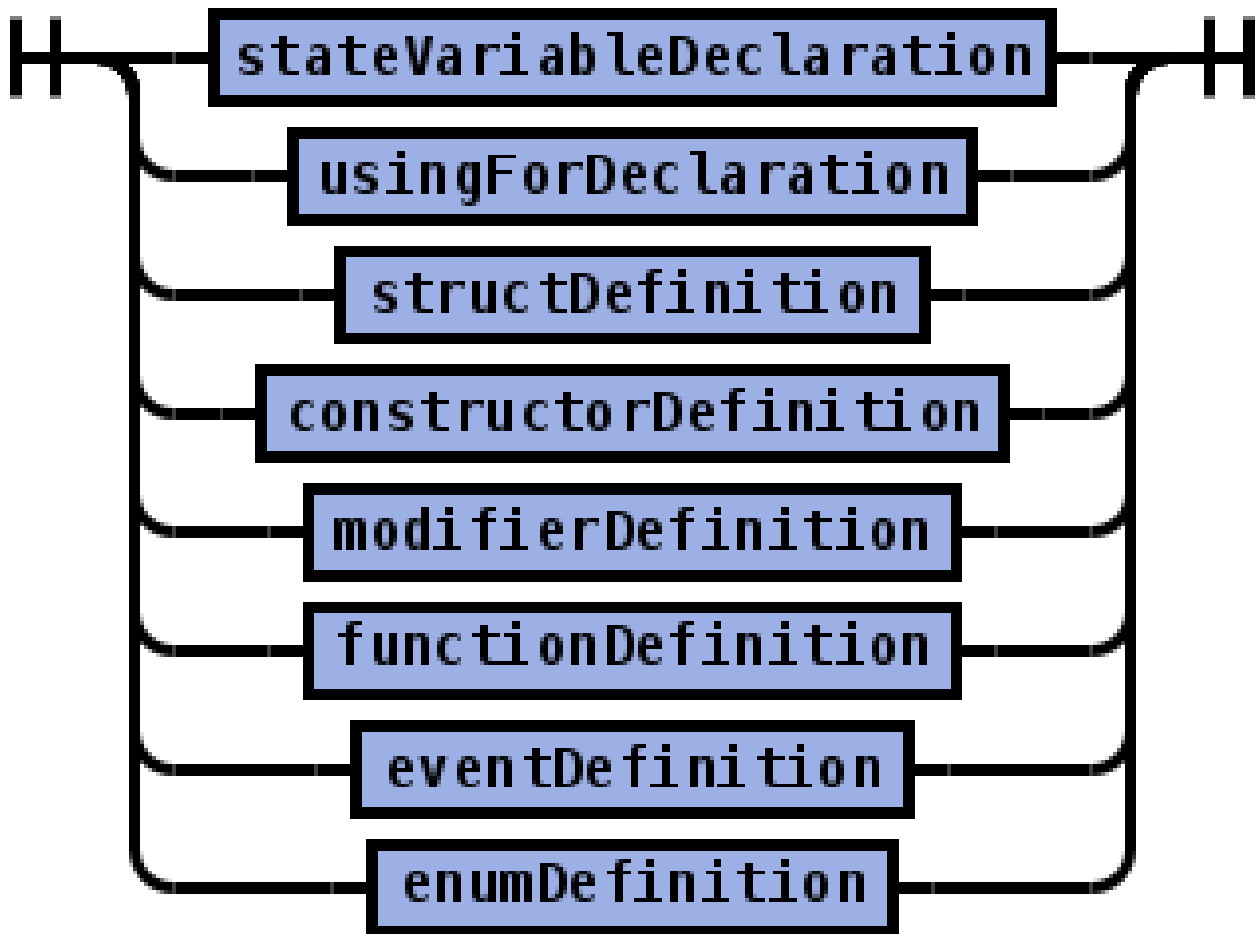 stateVariableDeclaration
usingForDeclaration
structDefinition
constructorDefinition
modifierDefinition
functionDefinition
eventDefinition
enumDefinition